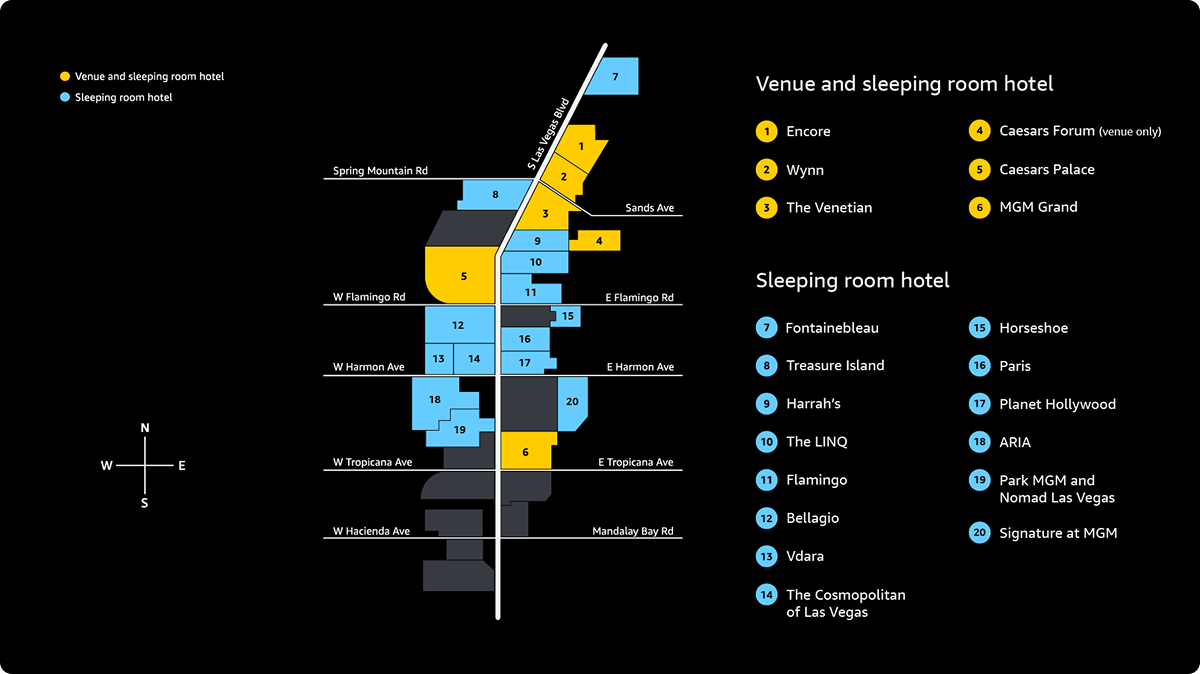 Venue and sleeping room hotel
Sleeping room hotel
S Las Vegas Blvd
Spring Mountain Rd
Sands Ave
W Flamingo Rd
E Flamingo Rd
W Harmon Ave
E Harmon Ave
W Tropicana Ave
E Tropicana Ave
W Hacienda Ave
Mandalay Bay Rd
7
1
2
8
3
9
4
10
5
11
15
12
16
13
14
17
18
20
19
6
N
W
E
S
Venue and sleeping room hotel
1 Encore
2 Wynn
3 The Venetian
4 Caesars Forum (venue only)
5 Caesars Palace
6 MGM Grand
Sleeping room hotel
7 Fontainebleau
8 Treasure Island
9 Harrah’s
10 The LINQ
11 Flamingo
12 Bellagio
13 Vdara
14 The Cosmopolitan
of Las Vegas
15 Horseshoe
16 Paris
17 Planet Hollywood
18 ARIA
19 Park MGM and
Nomad Las Vegas
20 Signature at MGM